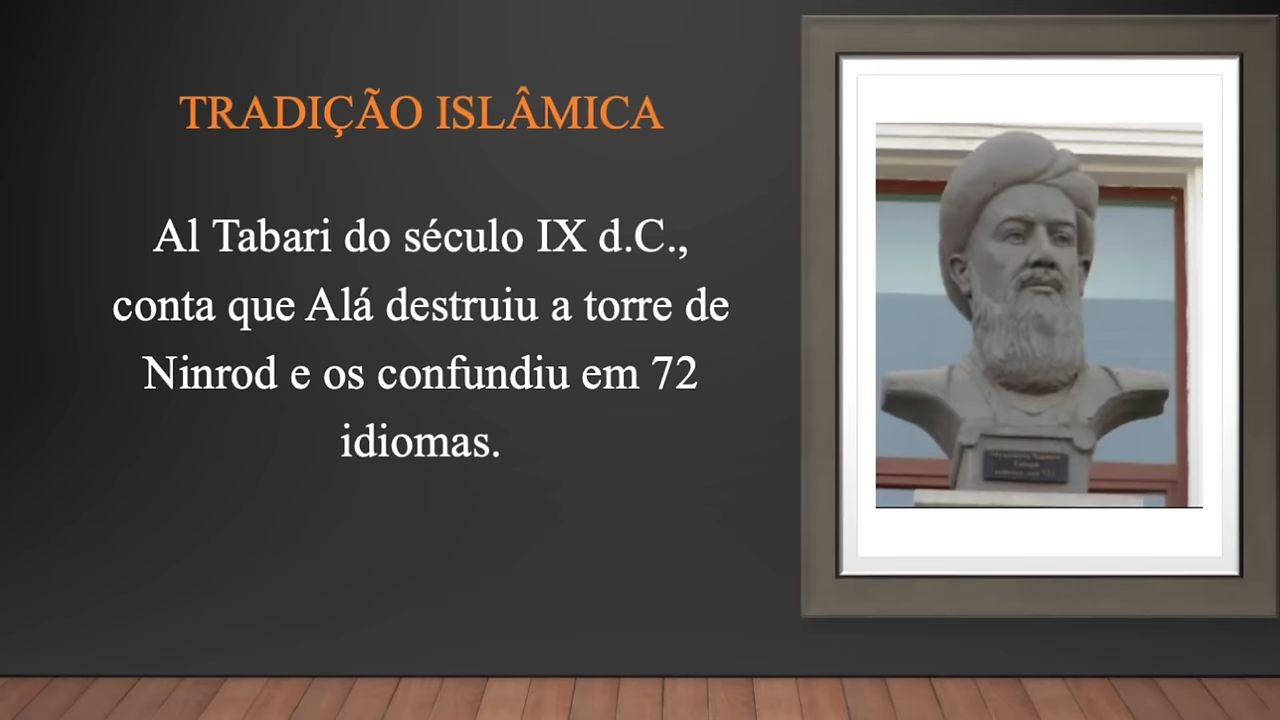 TRADIÇÃO ISLÂMICA
Al Tabari do século IX d.C.,
conta que Alá destruiu a torre de
Ninrod e os confundiu em 72
idiomas.